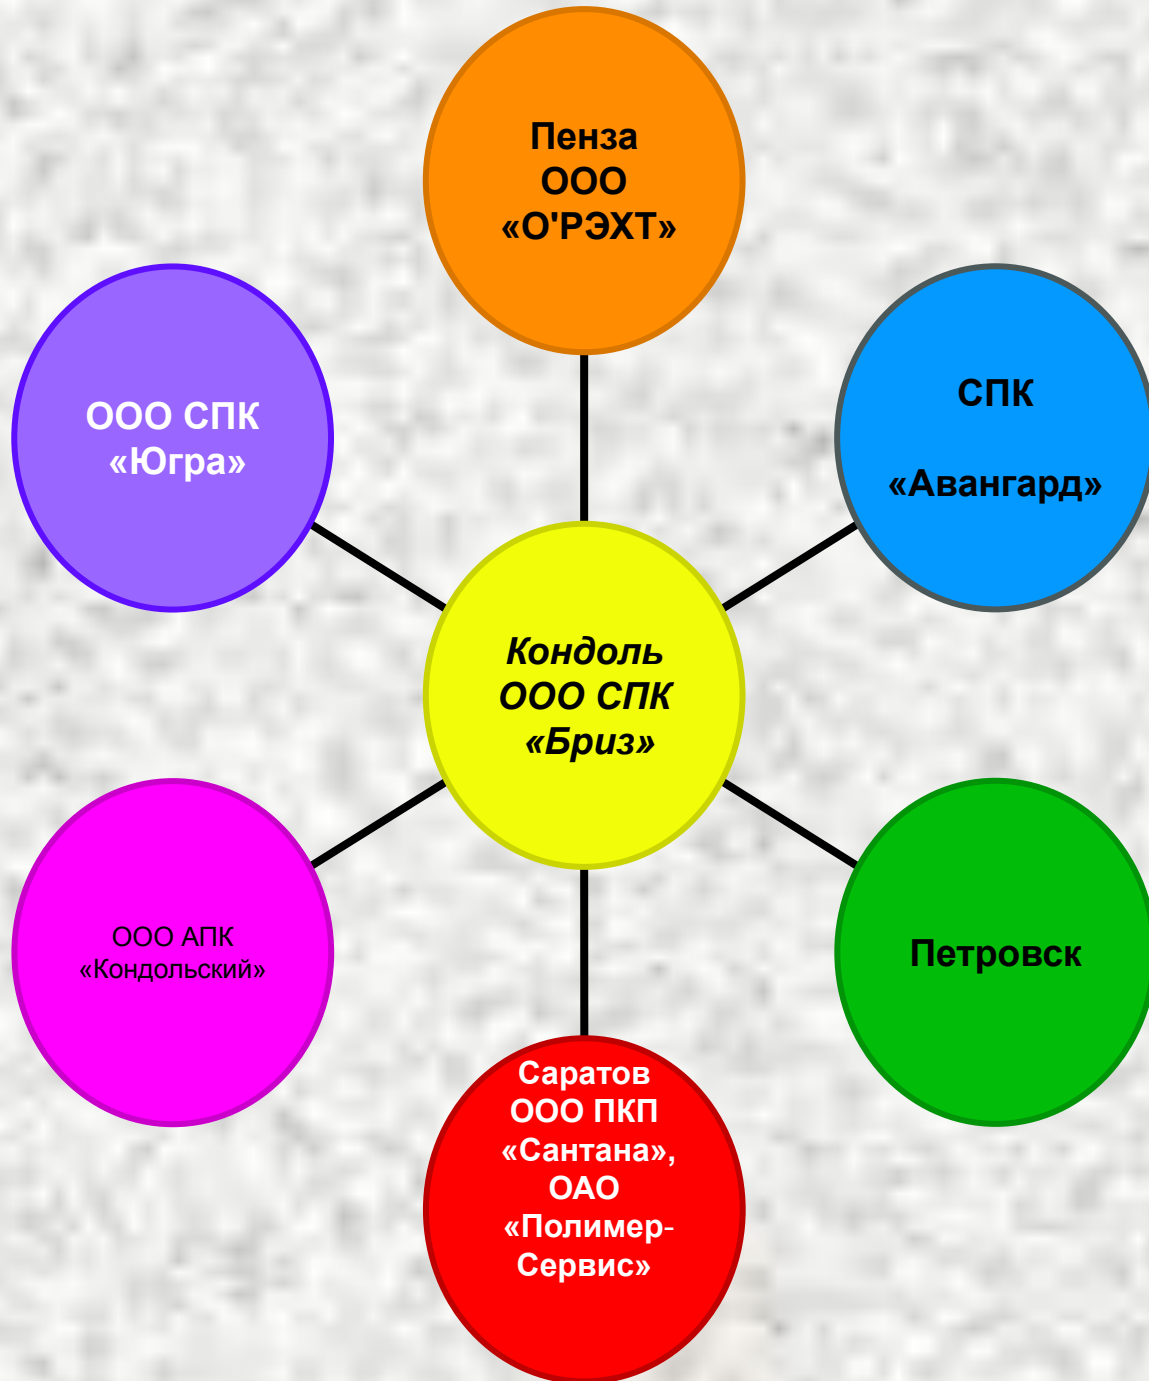 Пенза
ООО
«О'РЭХТ»
ООО СПК
«Югра»
СПК
«Авангард»
Кондоль
ООО СПК
«Бриз»
ООО АПК
«Кондольский»
Петровск
Саратов
ООО ПКП
«Сантана»,
ОАО
«Полимер-
Сервис»